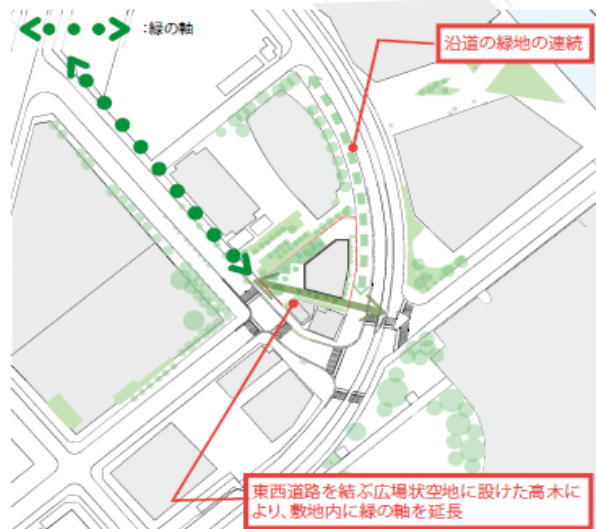 ：緑の軸
沿道の緑地の連続
東西道路を結ぶ広場状空地に設けた高木に
より、敷地内に緑の軸を延長